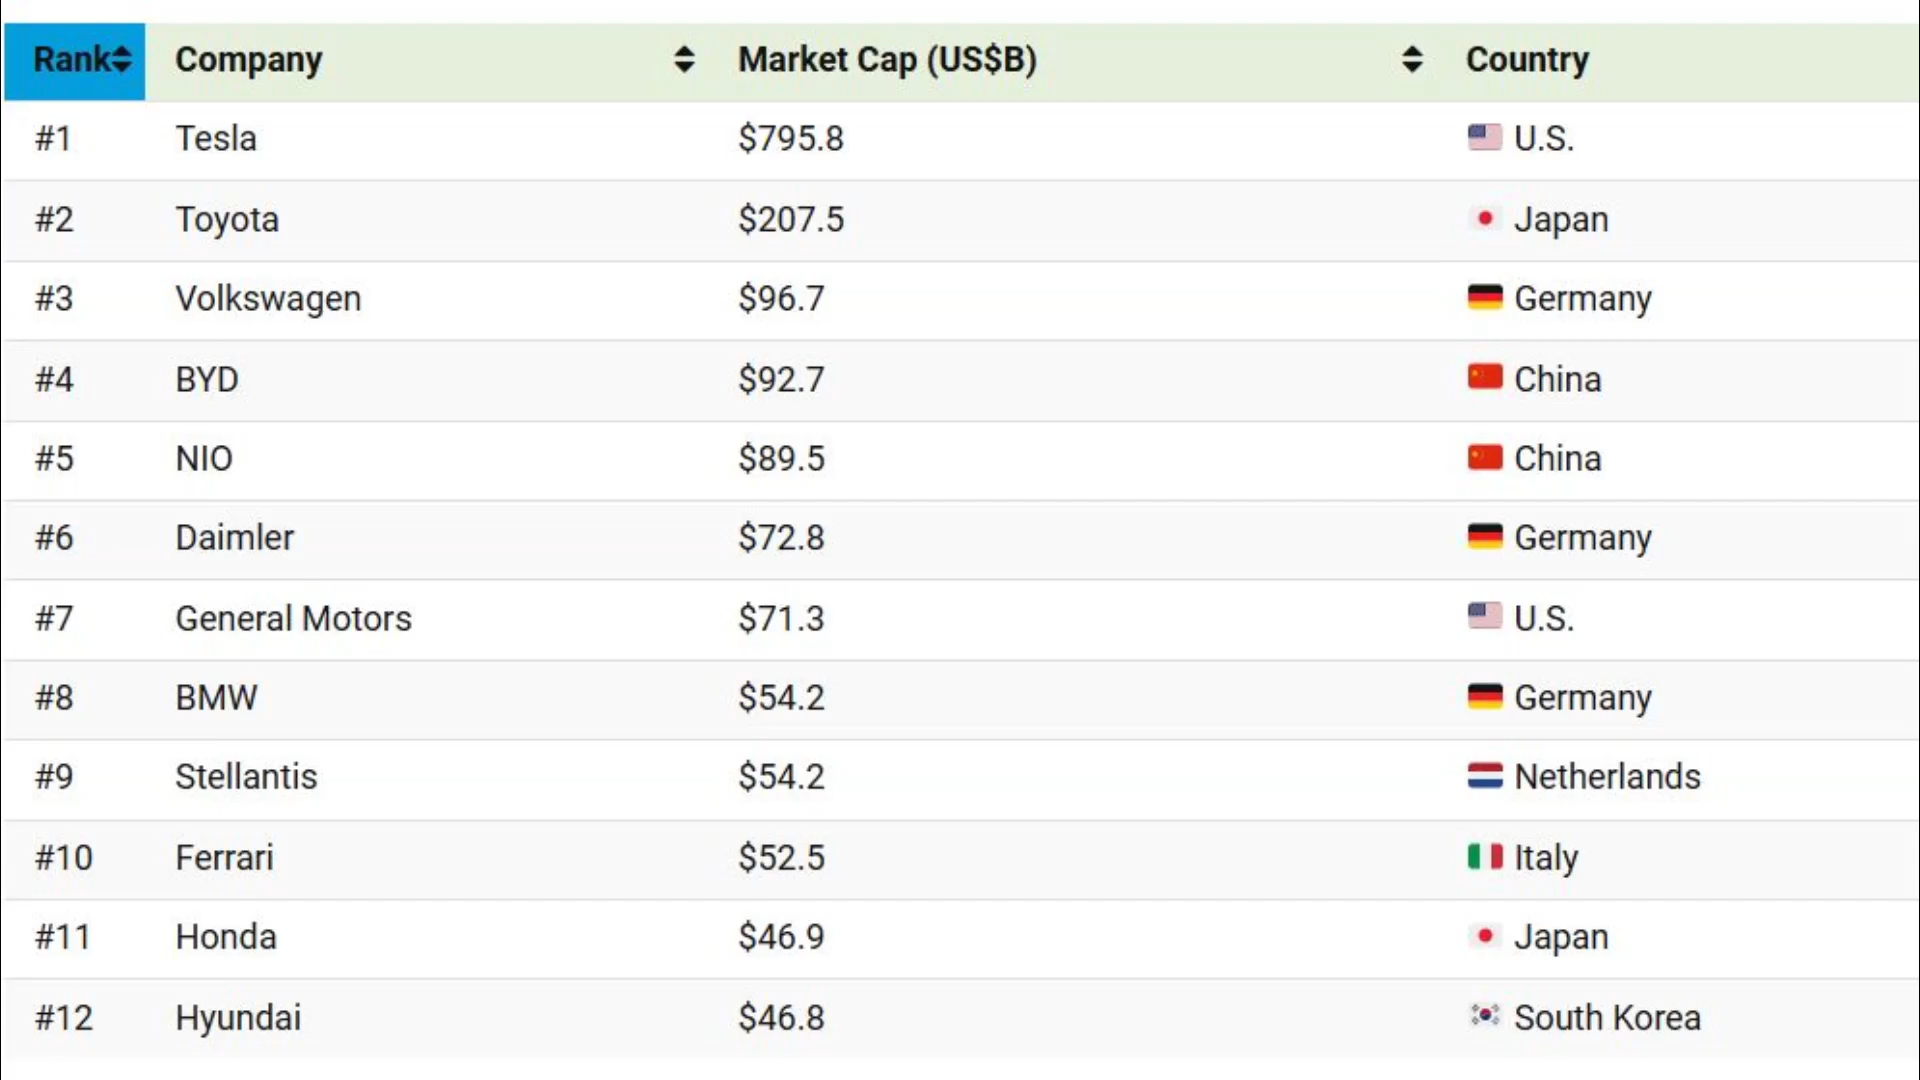 Rank Company Market Cap (US$B) Country
#1 Tesla $795.8 U.S.
#2 Toyota $207.5 Japan
#3 Volkswagen $96.7 Germany
#4 BYD $92.7 China
#5 NIO $89.5 China
#6 Daimler $72.8 Germany
#7 General Motors $71.3 U.S.
#8 BMW $54.2 Germany
#9 Stellantis $54.2 Netherlands
#10 Ferrari $52.5 Italy
#11 Honda $46.9 Japan
#12 Hyundai $46.8 South Korea